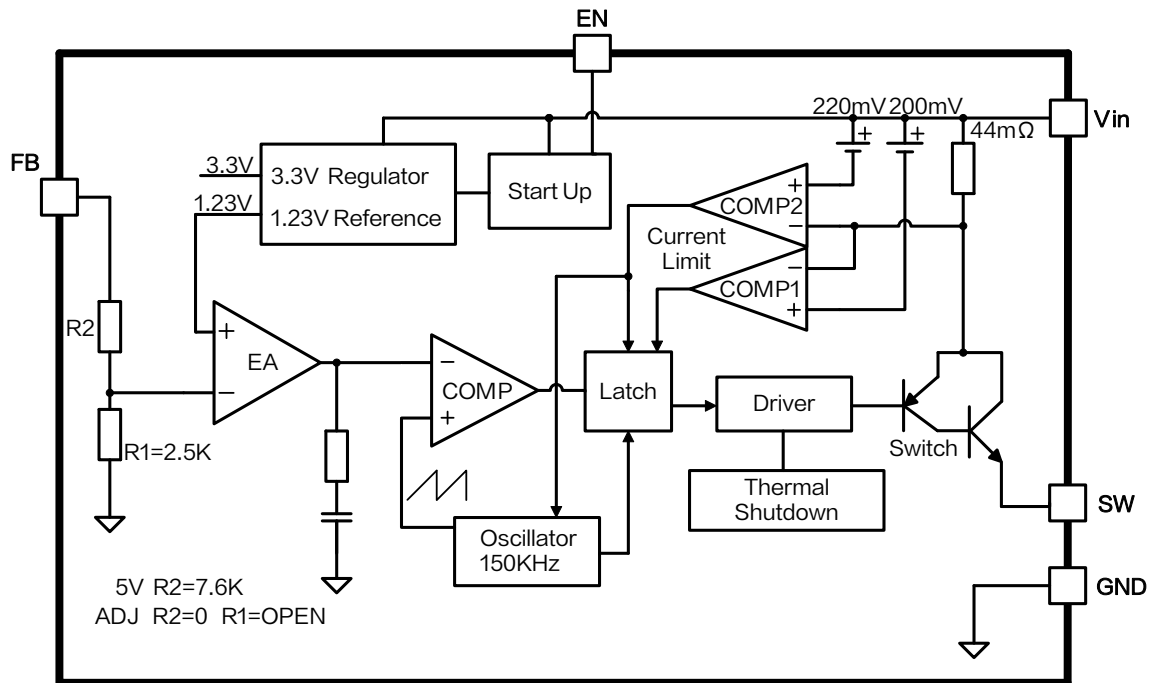 EN
220mV 200mV
44mΩ
Vin
FB
3.3V
3.3V Regulator
1.23V
1.23V Reference
Start Up
+
+
+
COMP2
−
Current
Limit
−
COMP1
+
R2
+
EA
−
−
COMP
+
Latch
Driver
Switch
R1=2.5K
Thermal
Shutdown
SW
Oscillator
150KHz
5V R2=7.6K
ADJ R2=0 R1=OPEN
GND